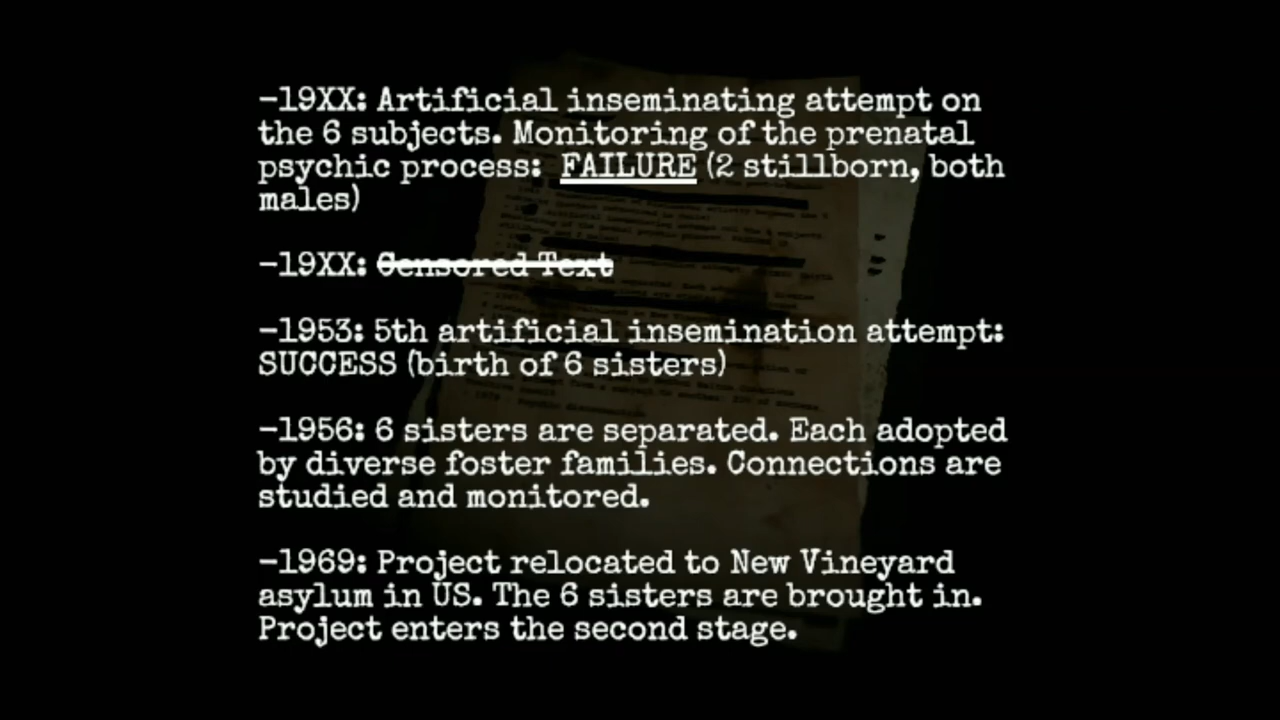 -19XX: Artificial inseminating attempt on
the 6 subjects. Monitoring of the prenatal
psychic process: FAILURE (2 stillborn, both
males)
-19XX: Censored Text
-1953: 5th artificial insemination attempt:
SUCCESS (birth of 6 sisters)
-1956: 6 sisters are separated. Each adopted
by diverse foster families. Connections are
studied and monitored.
-1969: Project relocated to New Vineyard
asylum in US. The 6 sisters are brought in.
Project enters the second stage.